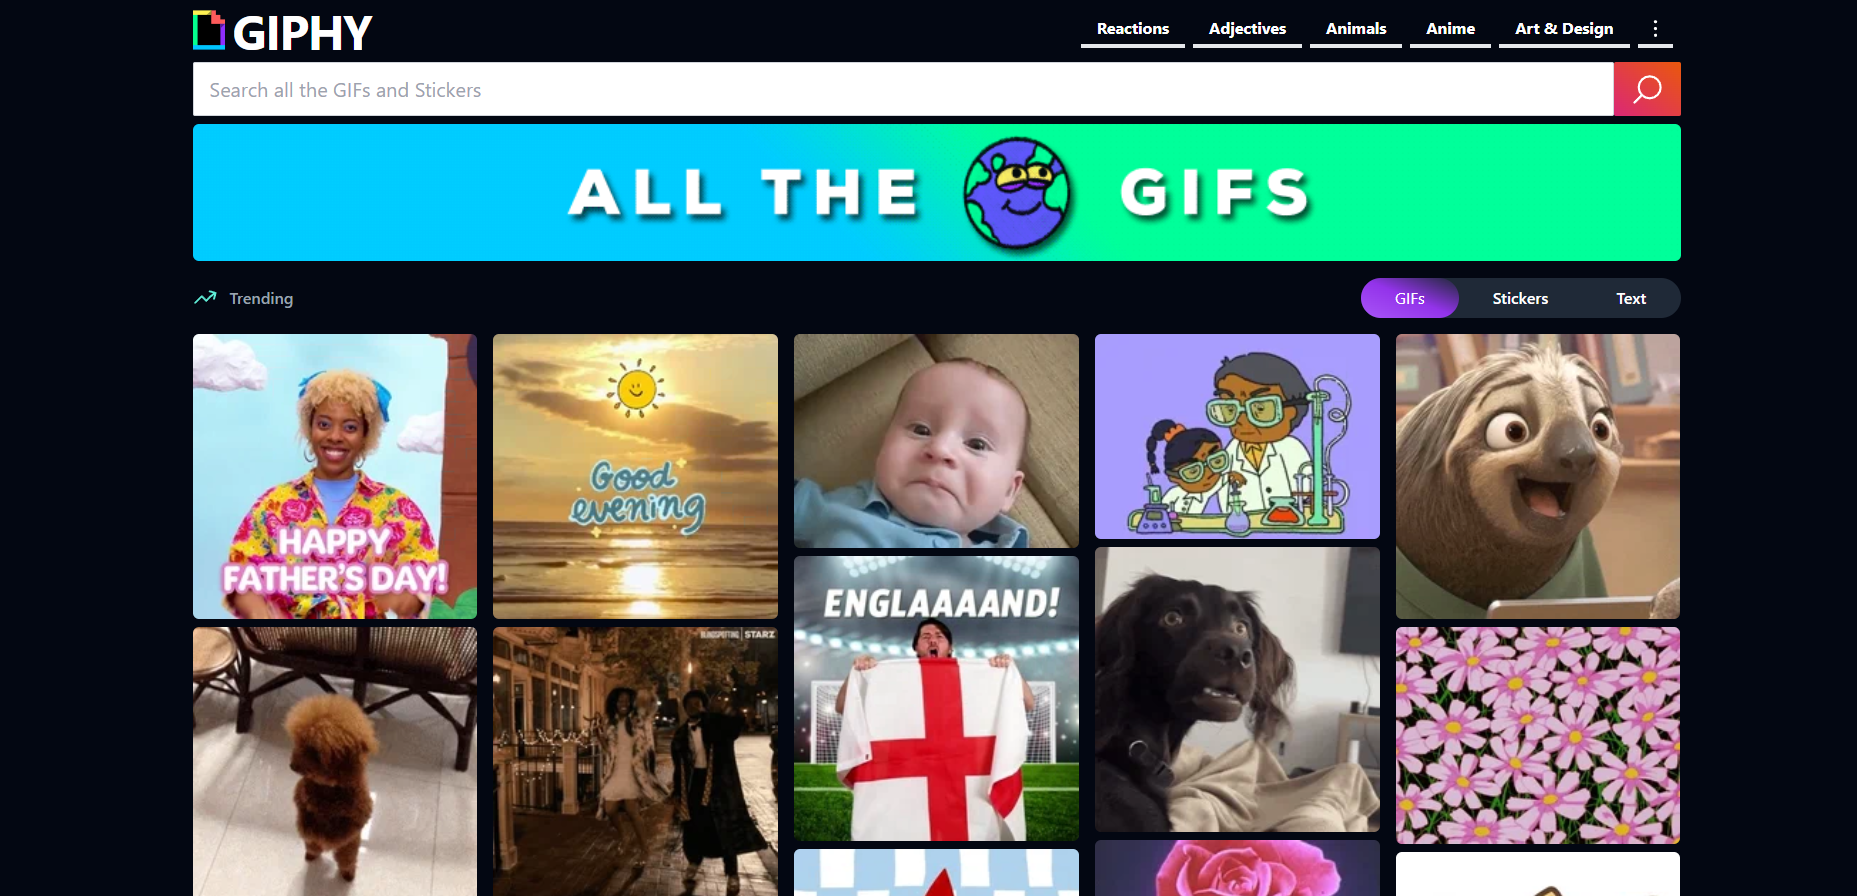 GIPHY
Reactions
Adjectives
Animals
Anime
Art & Design
Search all the GIFs and Stickers
ALL THE GIFS
Trending
GIFs
Stickers
Text
HAPPY
FATHER'S DAY!
Good
evening
ENGLAAAAND!
BLINDSPOTTING | STARZ